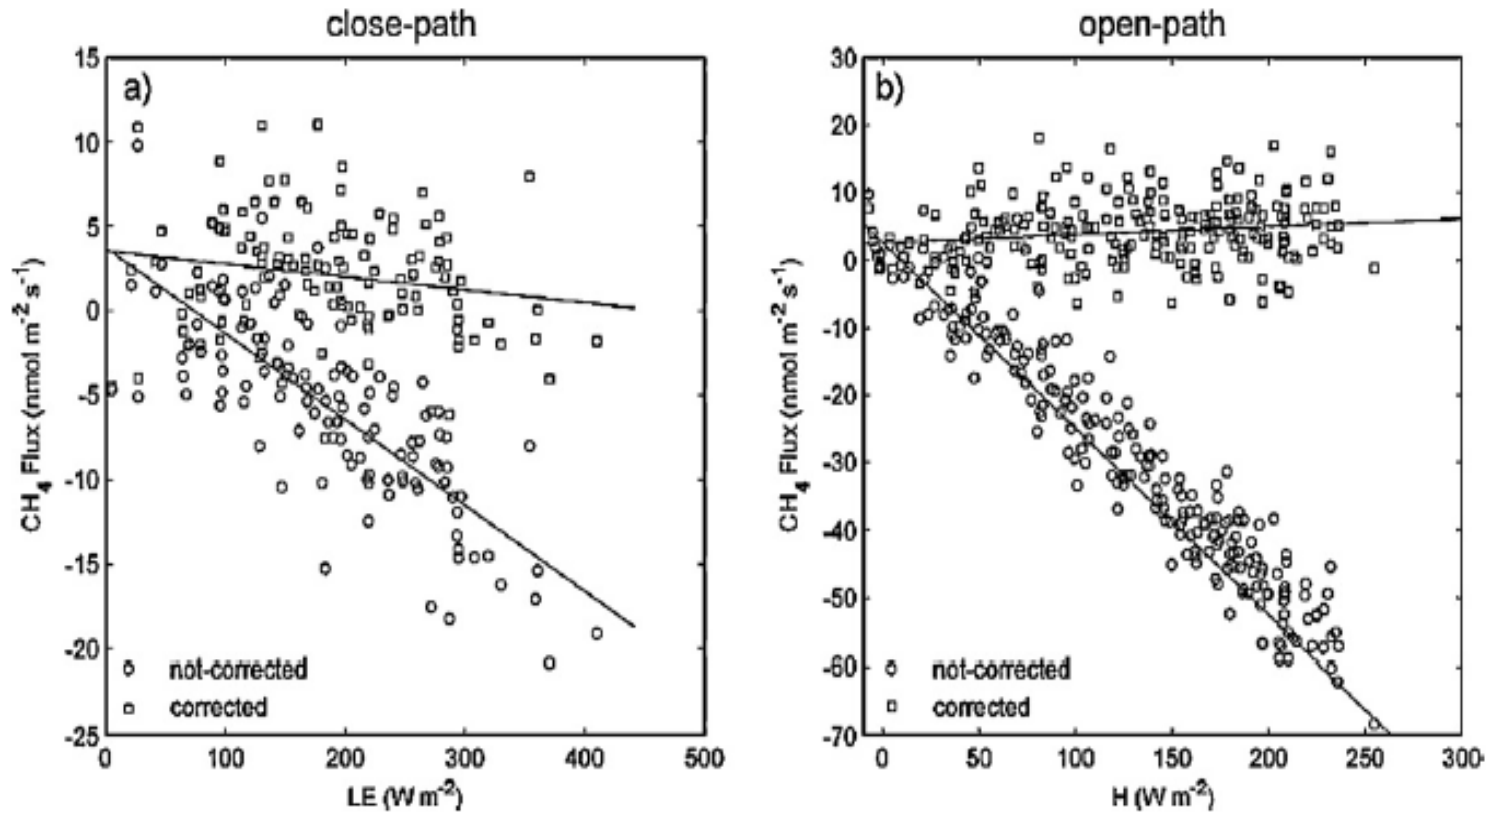 close-path
a)
15
10
5
0
-5
-10
-15
-20
-25
CH4 Flux (nmol m-2 s-1)
not-corrected
corrected
0 100 200 300 400 500
LE (W m-2)
open-path
b)
30
20
10
0
-10
-20
-30
-40
-50
-60
-70
CH4 Flux (nmol m-2 s-1)
not-corrected
corrected
0 50 100 150 200 250 300
H (W m-2)